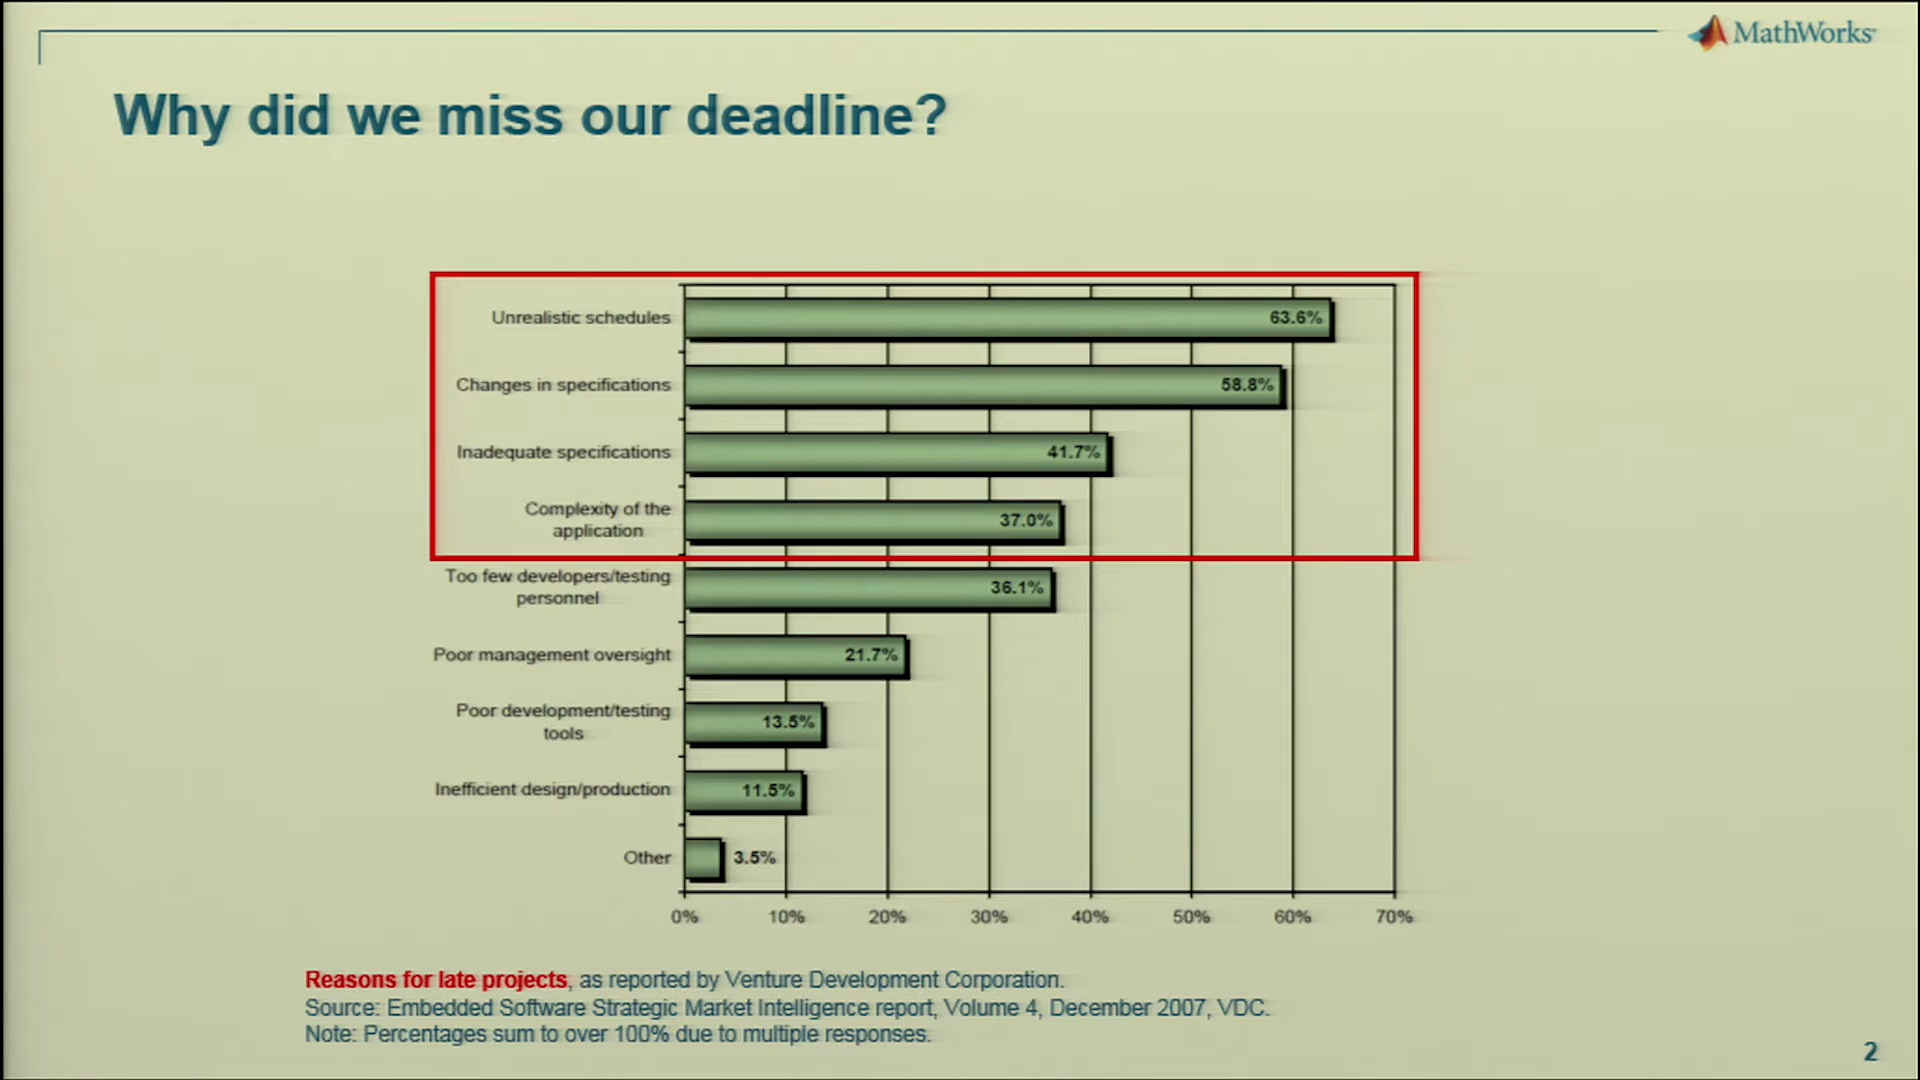 MathWorks
Why did we miss our deadline?
Unrealistic schedules
63.6%
Changes in specifications
58.8%
Inadequate specifications
41.7%
Complexity of the
application
37.0%
Too few developers/testing
personnel
36.1%
Poor management oversight
21.7%
Poor development/testing
tools
13.5%
Inefficient design/production
11.5%
Other
3.5%
0% 10% 20% 30% 40% 50% 60% 70%
Reasons for late projects, as reported by Venture Development Corporation.
Source: Embedded Software Strategic Market Intelligence report, Volume 4, December 2007, VDC.
Note: Percentages sum to over 100% due to multiple responses.
2